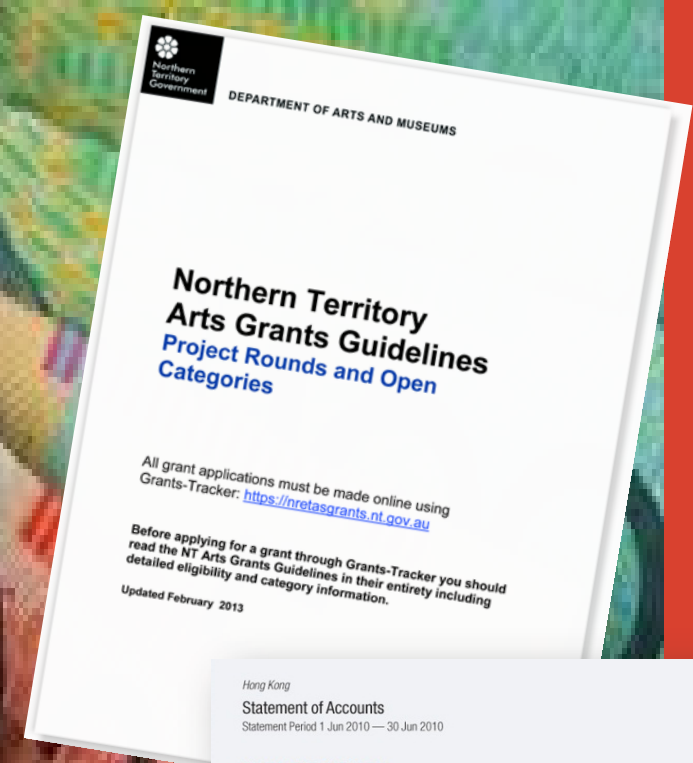 Northern
Territory
Government
DEPARTMENT OF ARTS AND MUSEUMS
Northern Territory
Arts Grants Guidelines
Project Rounds and Open
Categories
All grant applications must be made online using
Grants-Tracker: https://nretasgrants.nt.gov.au
Before applying for a grant through Grants-Tracker you should
read the NT Arts Grants Guidelines in their entirety including
detailed eligibility and category information.
Updated February 2013
Hong Kong
Statement of Accounts
Statement Period 1 Jun 2010 — 30 Jun 2010